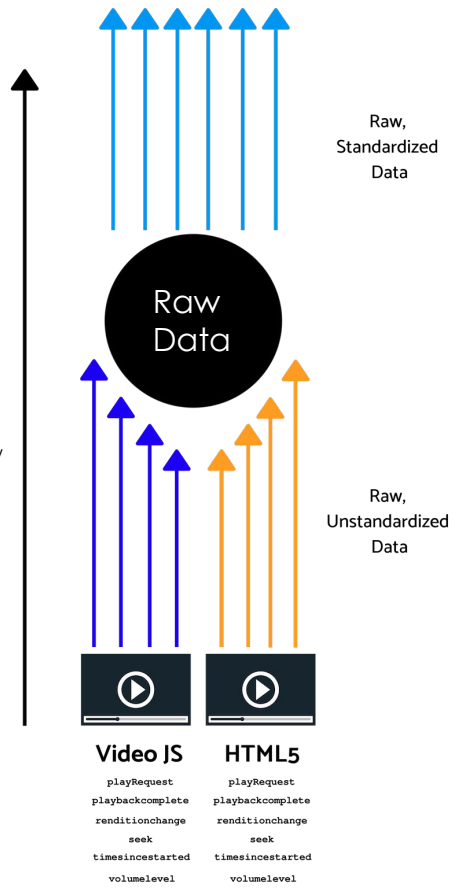 Raw,
Standardized
Data
Raw
Data
Raw,
Unstandardized
Data
Video JS
playRequest
playbackcomplete
renditionchange
seek
timesincestarted
volumelevel
HTML5
playRequest
playbackcomplete
renditionchange
seek
timesincestarted
volumelevel